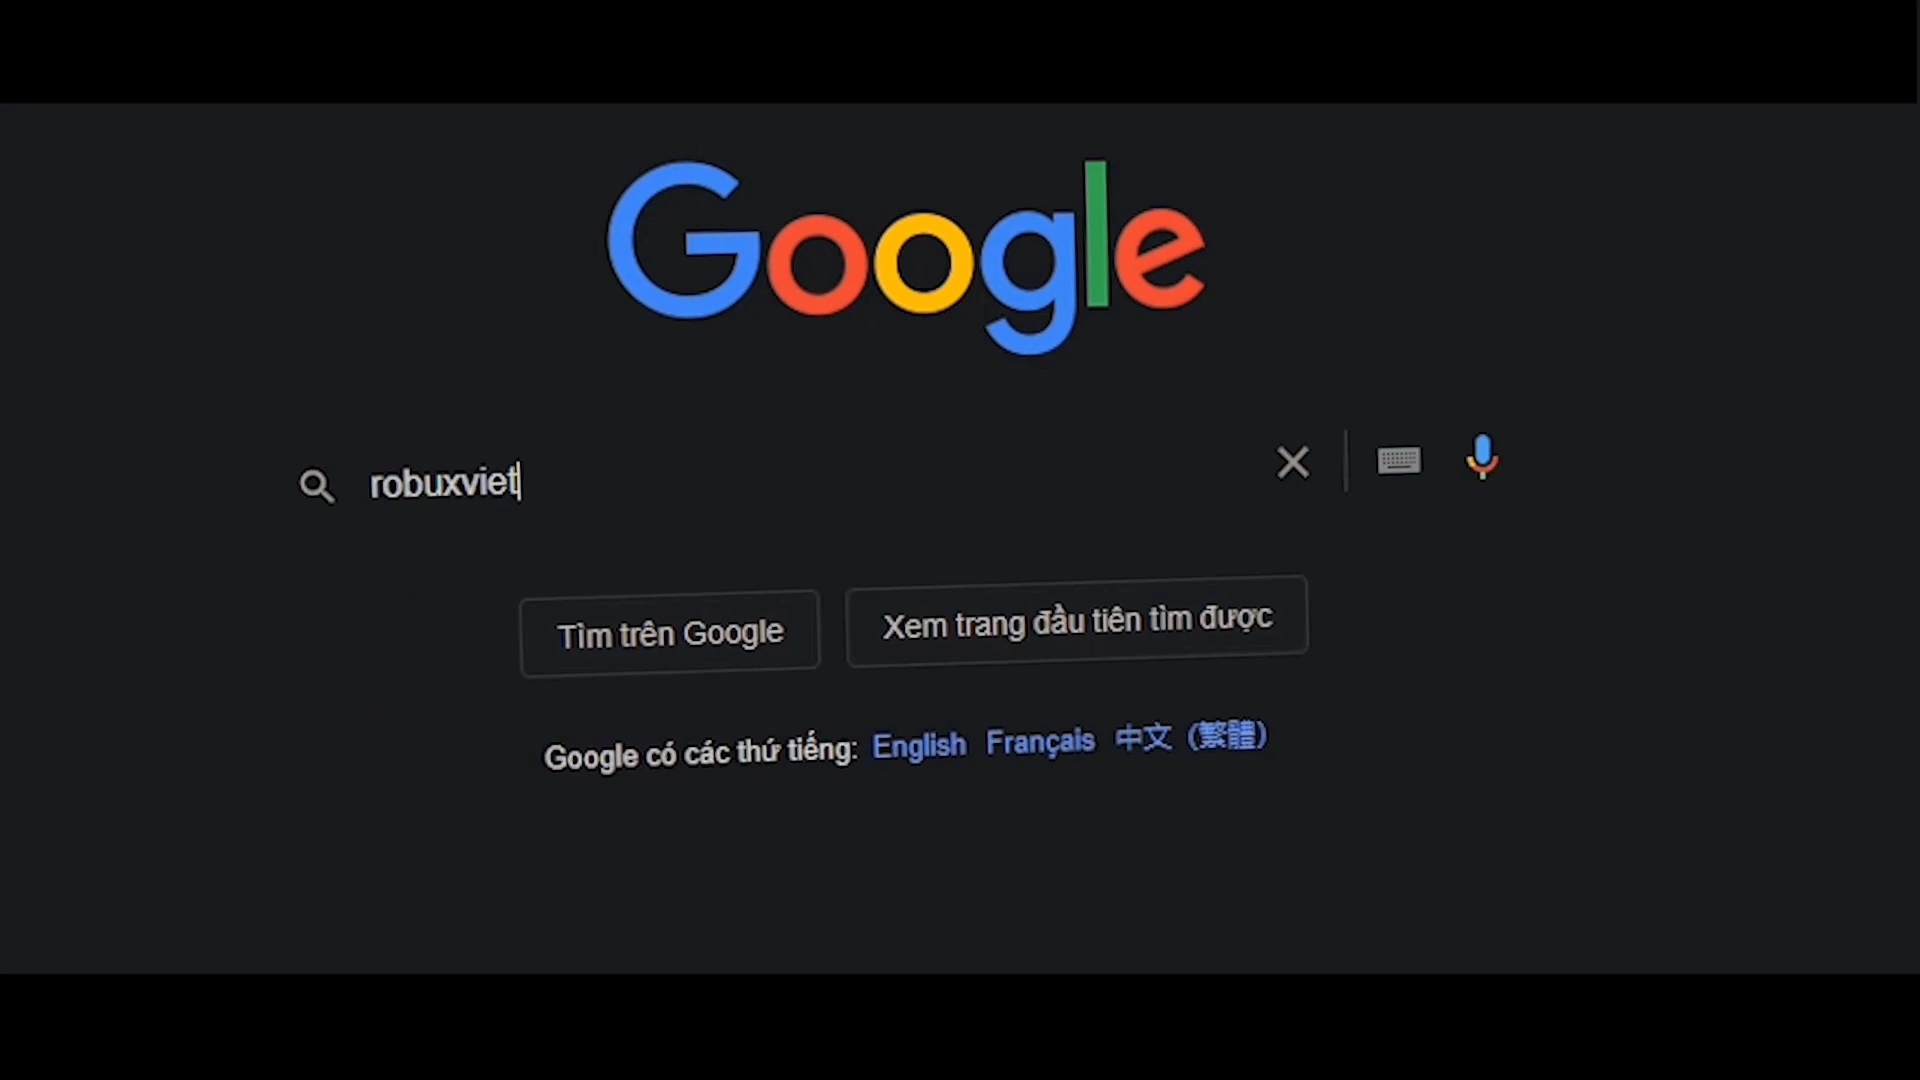 Google
robuxviet
Tìm trên Google
Xem trang đầu tiên tìm được
Google có các thứ tiếng: English Français 中文 (繁體)